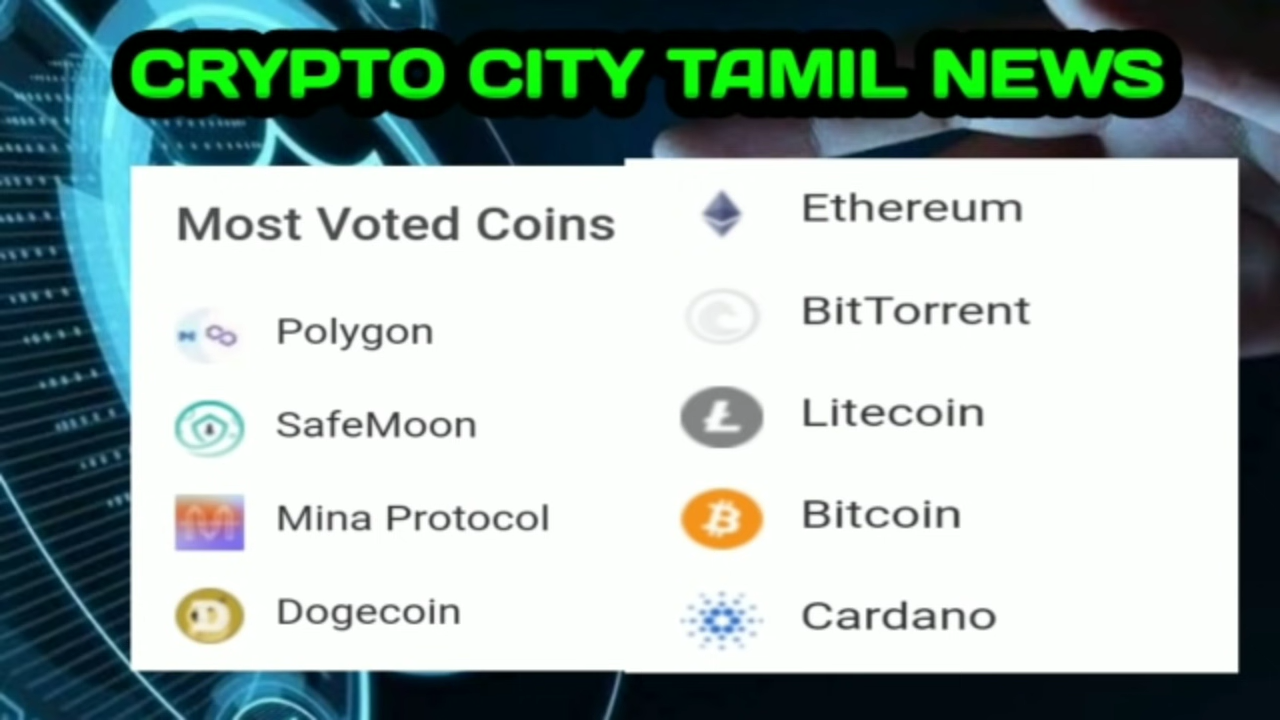 CRYPTO CITY TAMIL NEWS
Most Voted Coins
Polygon
SafeMoon
Mina Protocol
Dogecoin
Ethereum
BitTorrent
Litecoin
Bitcoin
Cardano